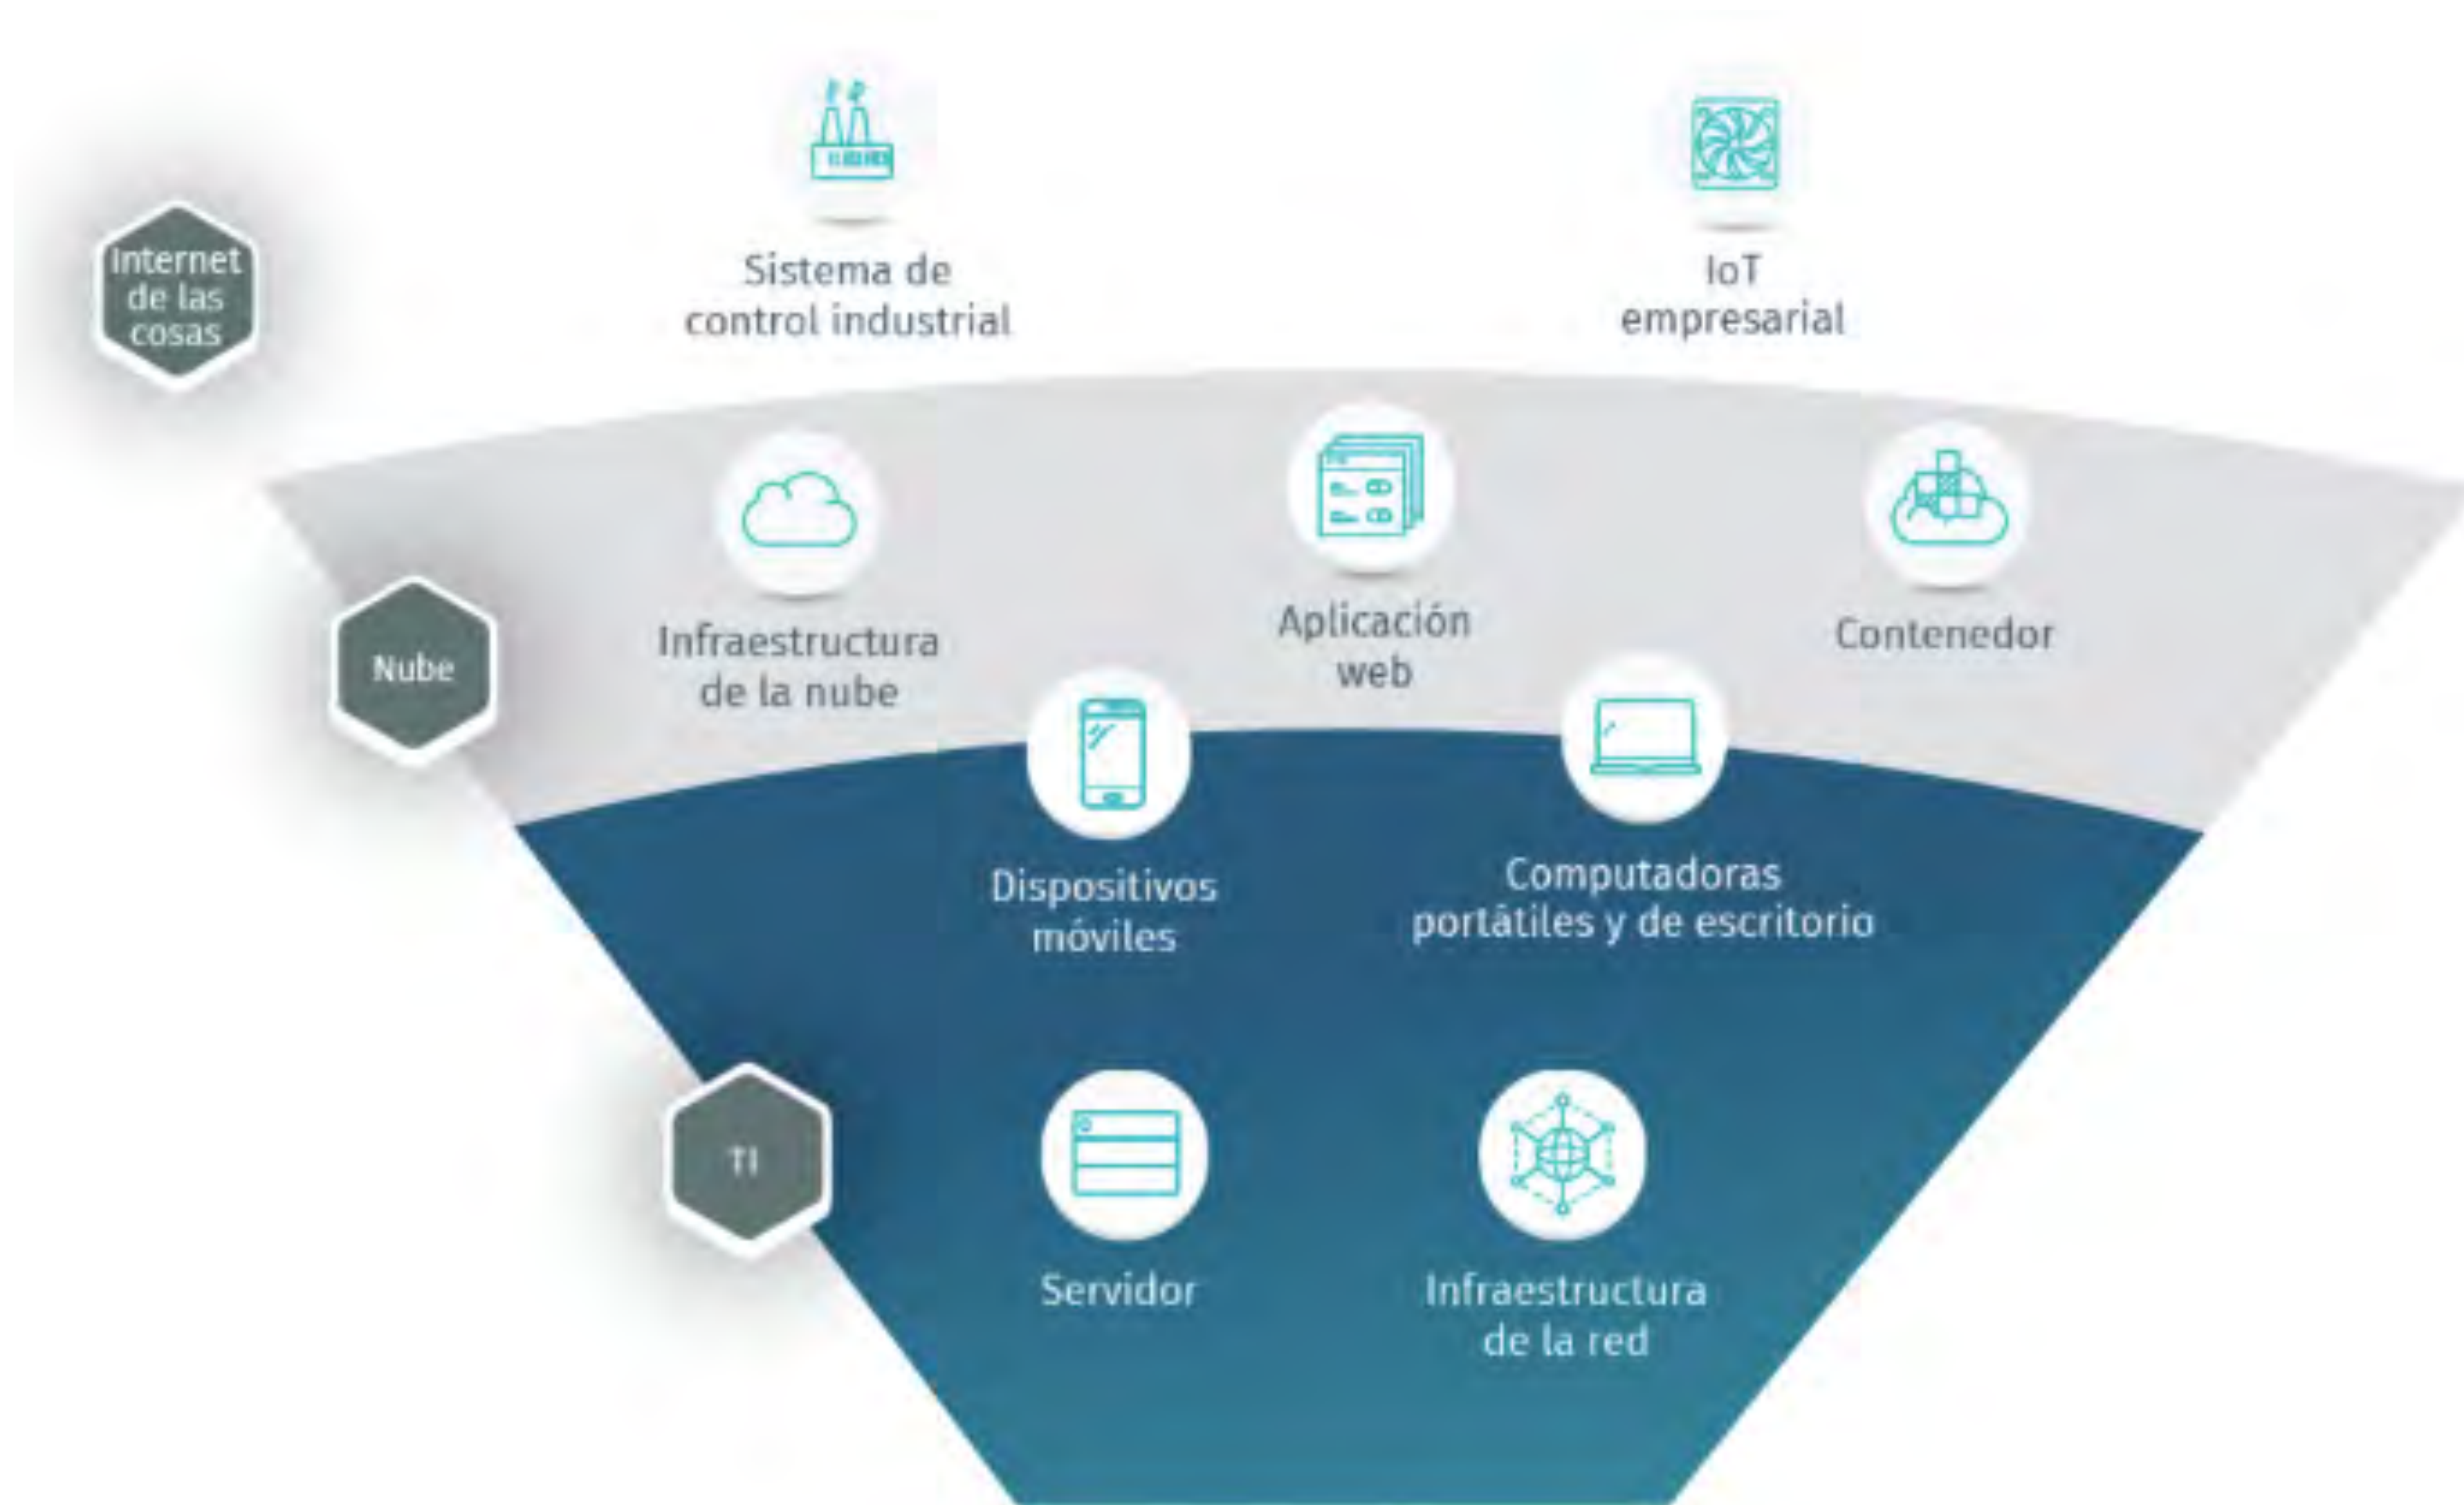 Internet
de las
cosas
Sistema de
control industrial
IoT
empresarial
Nube
Infraestructura
de la nube
Aplicación
web
Contenedor
Dispositivos
móviles
Computadoras
portátiles y de escritorio
TI
Servidor
Infraestructura
de la red